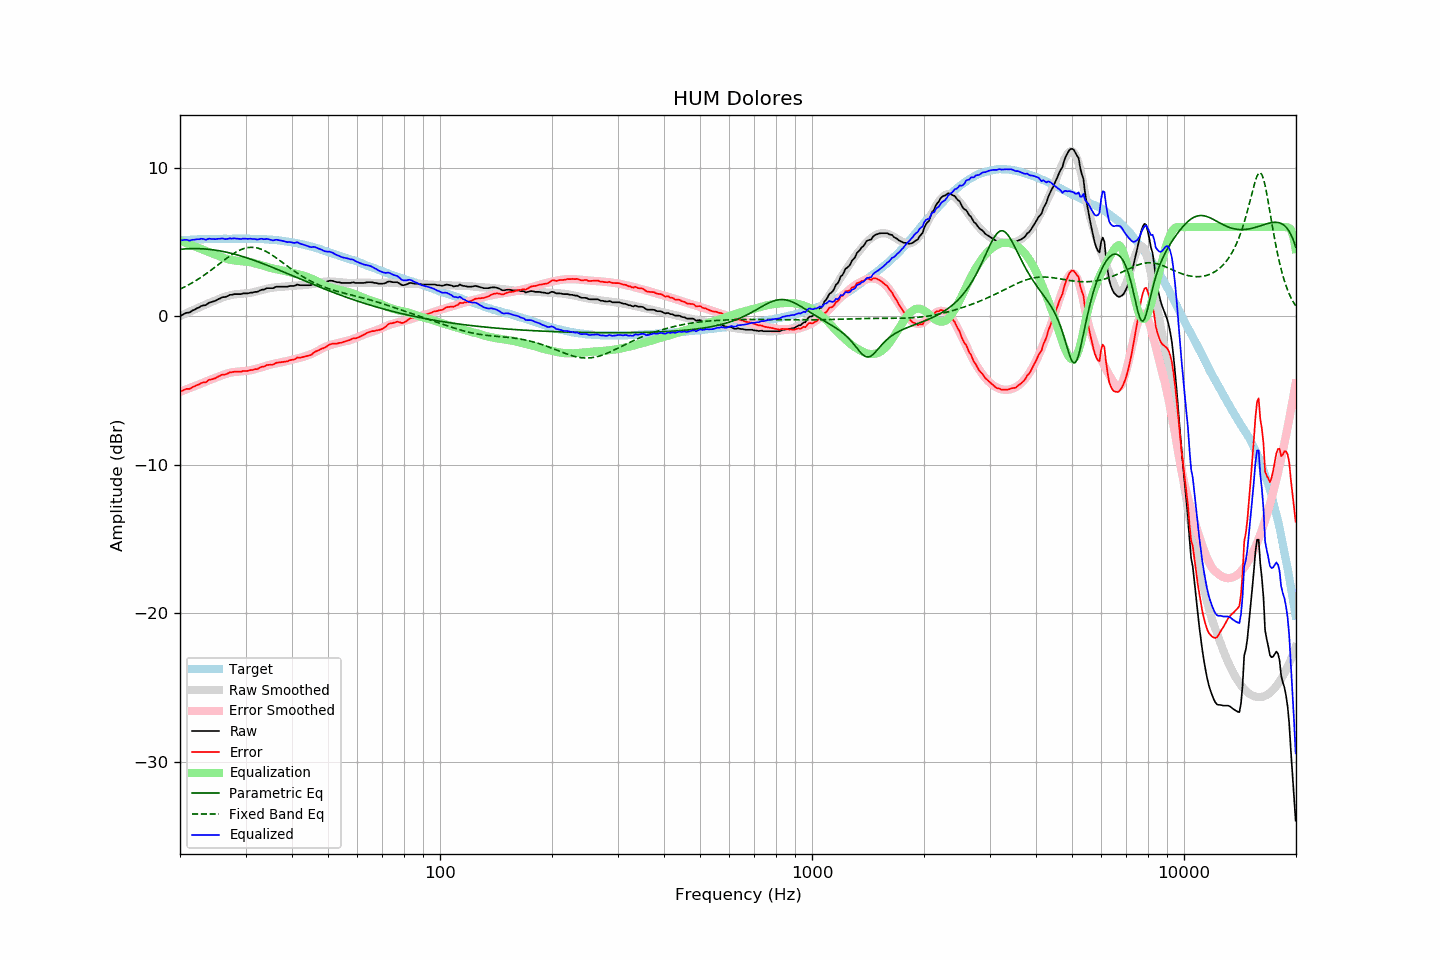 HUM Dolores
10
0
−10
−20
−30
Amplitude (dBr)
Target
Raw Smoothed
Error Smoothed
Raw
Error
Equalization
Parametric Eq
Fixed Band Eq
Equalized
100
1000
10000
Frequency (Hz)